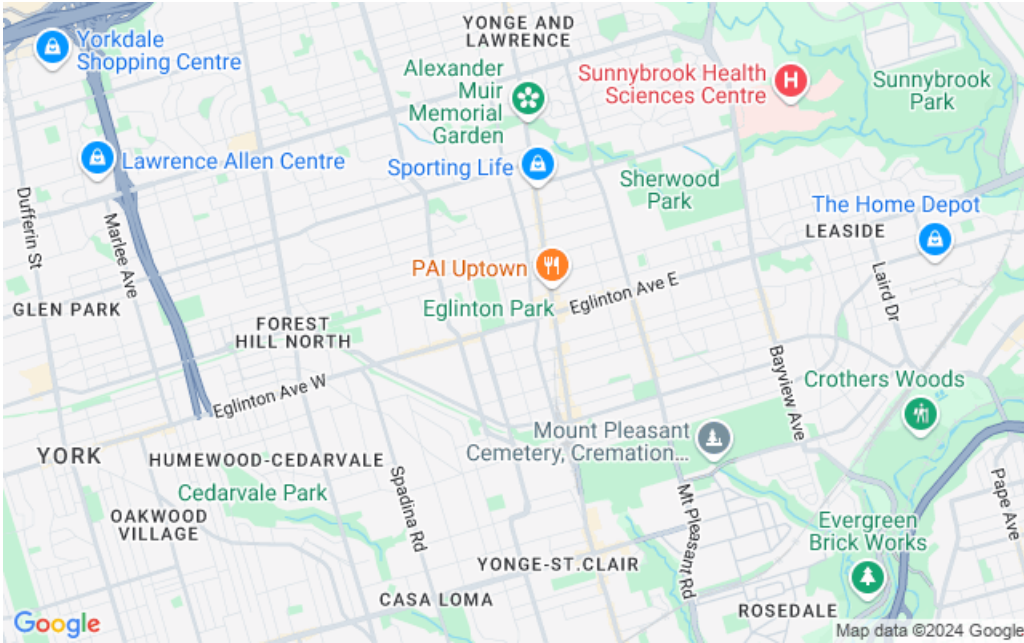 YONGE AND
LAWRENCE
Yorkdale
Shopping Centre
Alexander
Muir
Memorial
Garden
Sunnybrook Health
Sciences Centre
H
Sunnybrook
Park
Lawrence Allen Centre
Sporting Life
Sherwood
Park
The Home Depot
LEASIDE
Dufferin St
Marlee Ave
PAI Uptown
Eglinton Park
Eglinton Ave E
Laird Dr
GLEN PARK
FOREST
HILL NORTH
Eglinton Ave W
Bayview Ave
Crothers Woods
Mount Pleasant
Cemetery, Cremation...
YORK
HUMEWOOD-CEDARVALE
Cedarvale Park
Spadina Rd
Mt Pleasant Rd
Pape Ave
OAKWOOD
VILLAGE
Evergreen
Brick Works
YONGE-ST.CLAIR
CASA LOMA
ROSEDALE
Google
Map data ©2024 Google